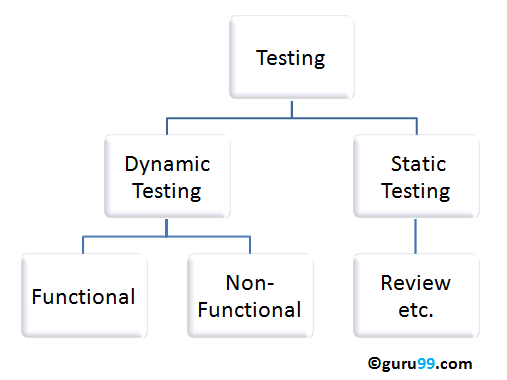 Testing
Dynamic
Testing
Static
Testing
Functional
Non-
Functional
Review
etc.
©guru99.com